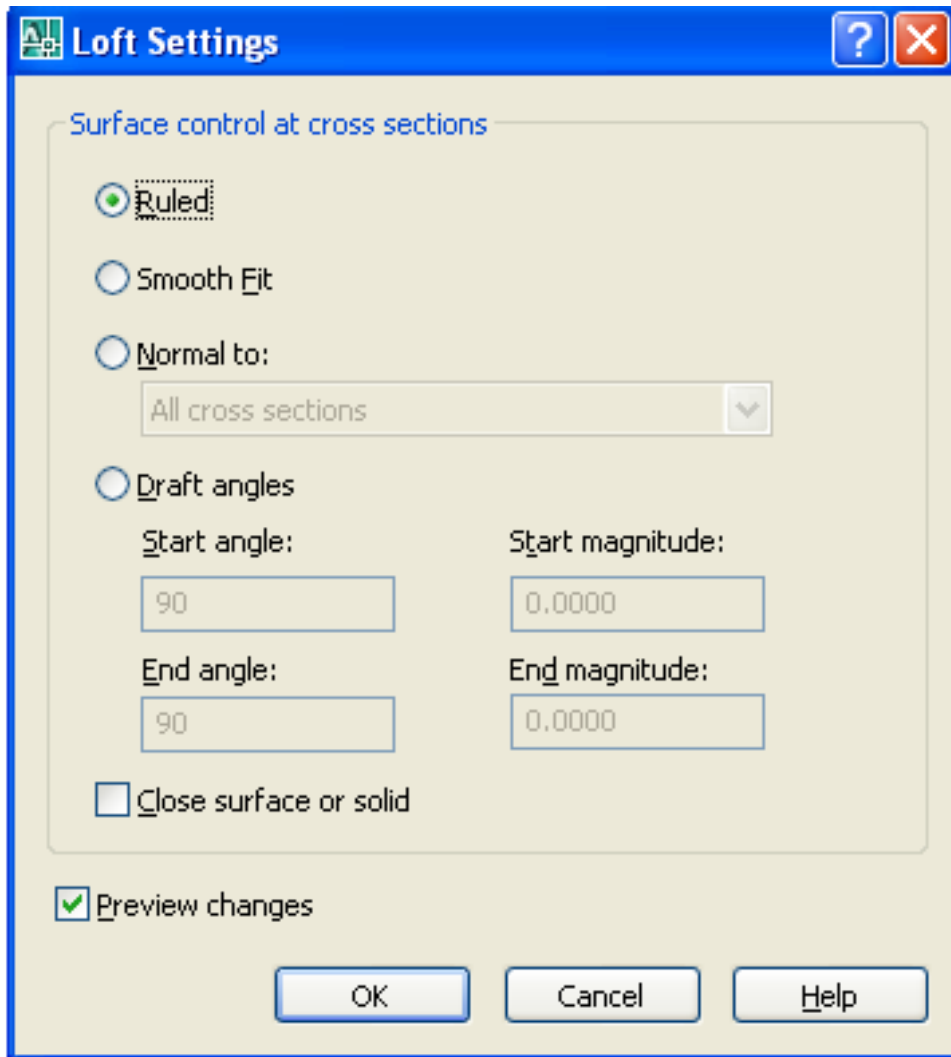 Loft Settings
Surface control at cross sections
Ruled
Smooth Fit
Normal to:
All cross sections
Draft angles
Start angle: Start magnitude:
90 0.0000
End angle: End magnitude:
90 0.0000
Close surface or solid
Preview changes
OK Cancel Help